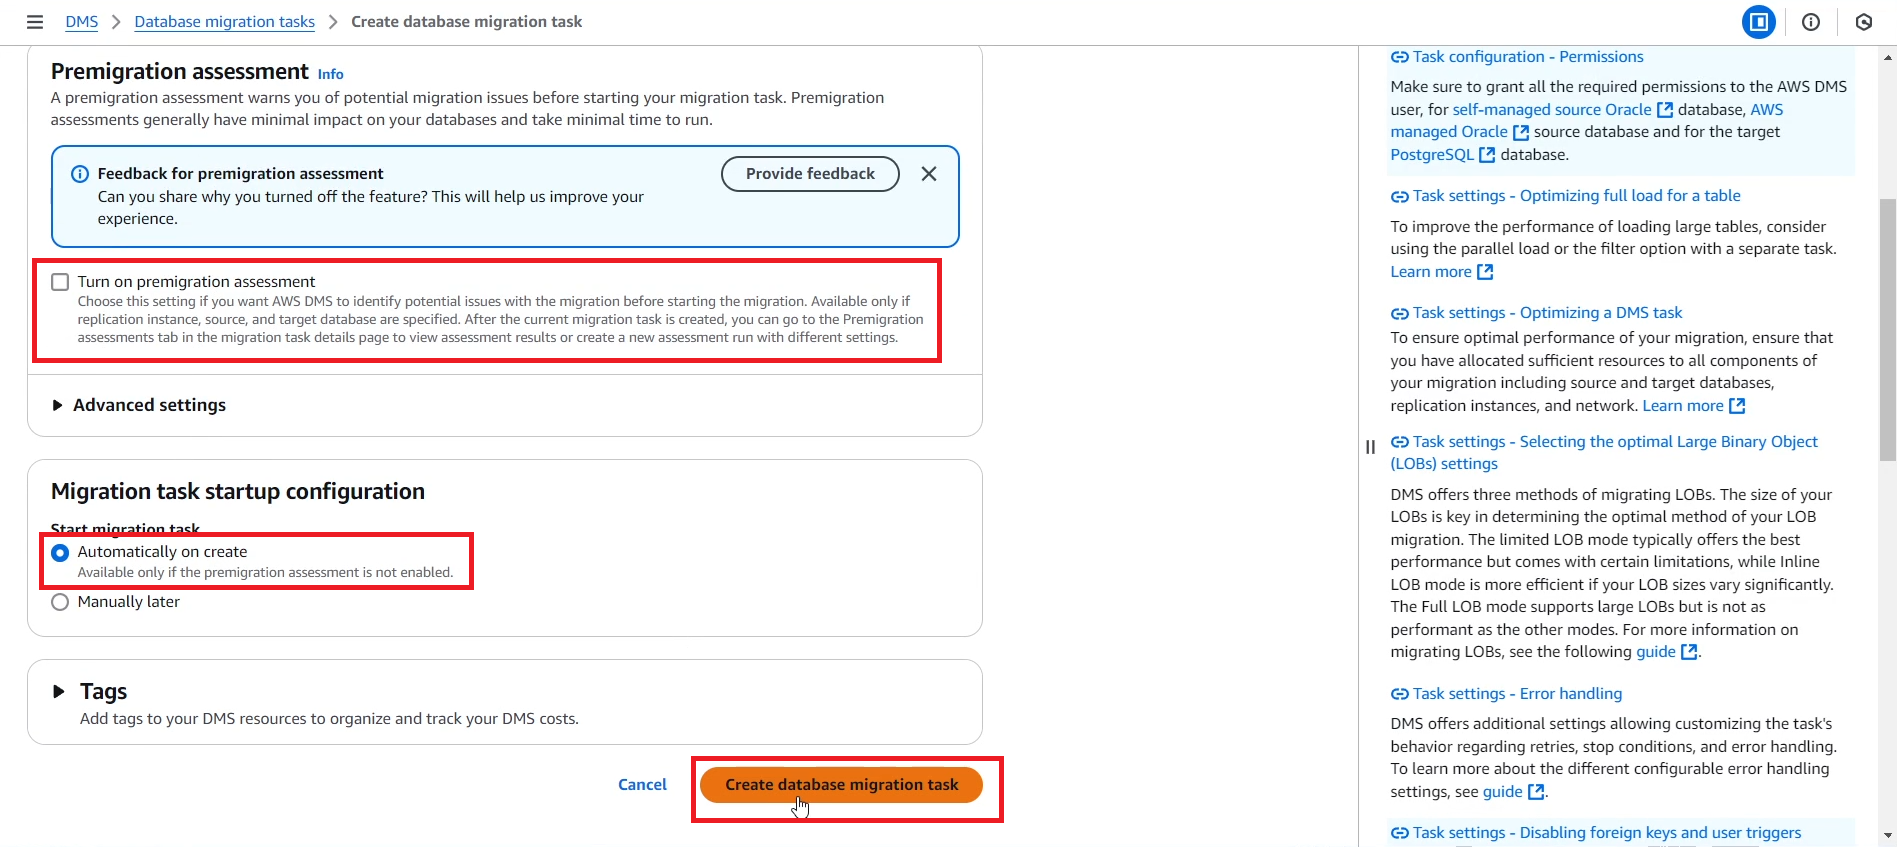 DMS
Database migration tasks
Create database migration task
Premigration assessment Info
A premigration assessment warns you of potential migration issues before starting your migration task. Premigration
assessments generally have minimal impact on your databases and take minimal time to run.
Feedback for premigration assessment
Can you share why you turned off the feature? This will help us improve your
experience.
Provide feedback
Turn on premigration assessment
Choose this setting if you want AWS DMS to identify potential issues with the migration before starting the migration. Available only if
replication instance, source, and target database are specified. After the current migration task is created, you can go to the Premigration
assessments tab in the migration task details page to view assessment results or create a new assessment run with different settings.
Advanced settings
Migration task startup configuration
Start migration task
Automatically on create
Available only if the premigration assessment is not enabled.
Manually later
Tags
Add tags to your DMS resources to organize and track your DMS costs.
Cancel
Create database migration task
Task configuration - Permissions
Make sure to grant all the required permissions to the AWS DMS
user, for self-managed source Oracle database, AWS
managed Oracle source database and for the target
PostgreSQL database.
Task settings - Optimizing full load for a table
To improve the performance of loading large tables, consider
using the parallel load or the filter option with a separate task.
Learn more
Task settings - Optimizing a DMS task
To ensure optimal performance of your migration, ensure that
you have allocated sufficient resources to all components of
your migration including source and target databases,
replication instances, and network. Learn more
Task settings - Selecting the optimal Large Binary Object
(LOBs) settings
DMS offers three methods of migrating LOBs. The size of your
LOBs is key in determining the optimal method of your LOB
migration. The limited LOB mode typically offers the best
performance but comes with certain limitations, while Inline
LOB mode is more efficient if your LOB sizes vary significantly.
The Full LOB mode supports large LOBs but is not as
performant as the other modes. For more information on
migrating LOBs, see the following guide.
Task settings - Error handling
DMS offers additional settings allowing customizing the task's
behavior regarding retries, stop conditions, and error handling.
To learn more about the different configurable error handling
settings, see guide.
Task settings - Disabling foreign keys and user triggers